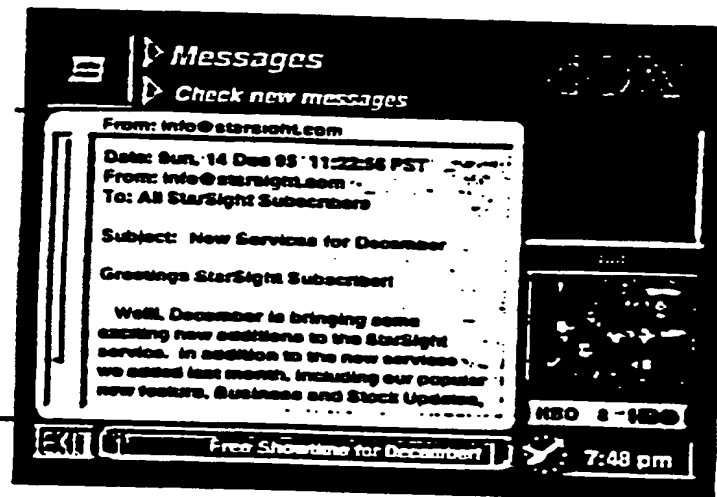 Messages
Check new messages
From: info@starsight.com
Date: Sun, 14 Dec 95 11:22:56 PST
From: info@starsight.com
To: All StarSight Subscribers
Subject: New Services for December
Greetings StarSight Subscriber!
Well, December is bringing some
exciting new additions to the StarSight
service. In addition to the new services
we added last month, including our popular
new feature, Business and Stock Updates,
HBO 8 - HBO
EXIT
Free Showtime for December!
7:48 pm